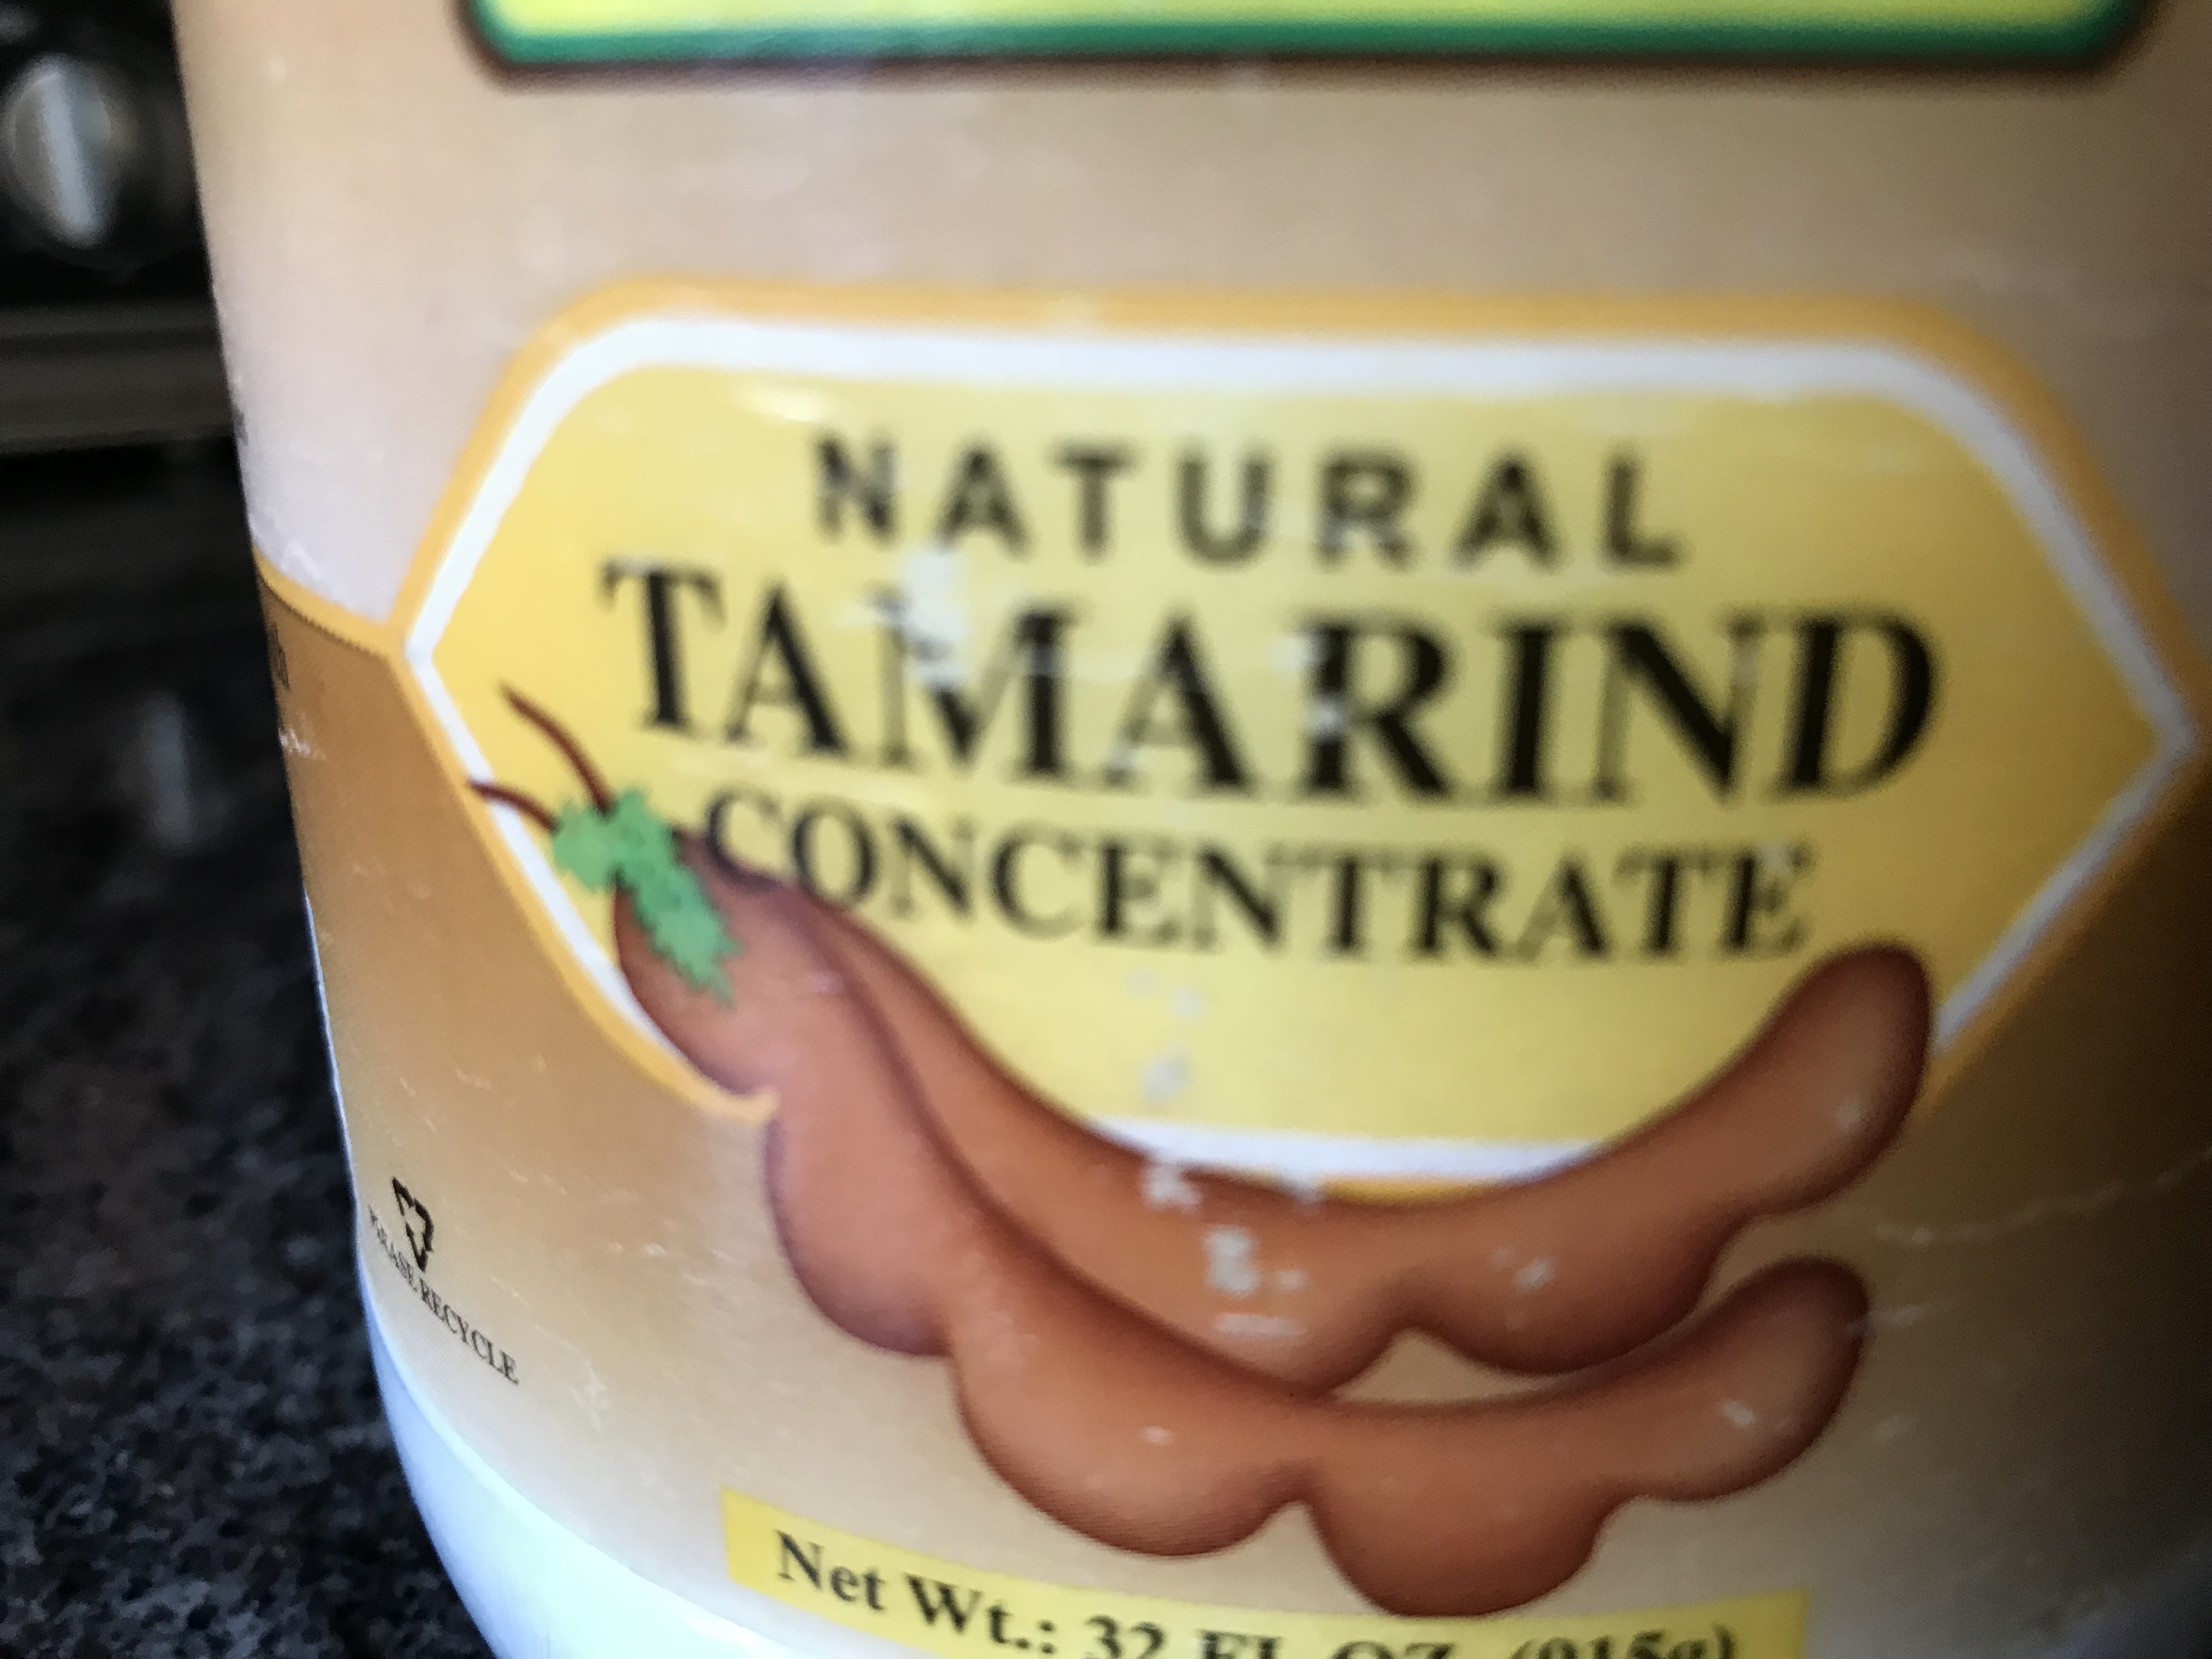 NATURAL
TAMARIND
CONCENTRATE
PLEASE RECYCLE
Net Wt.: 32 FL OZ. (915g)